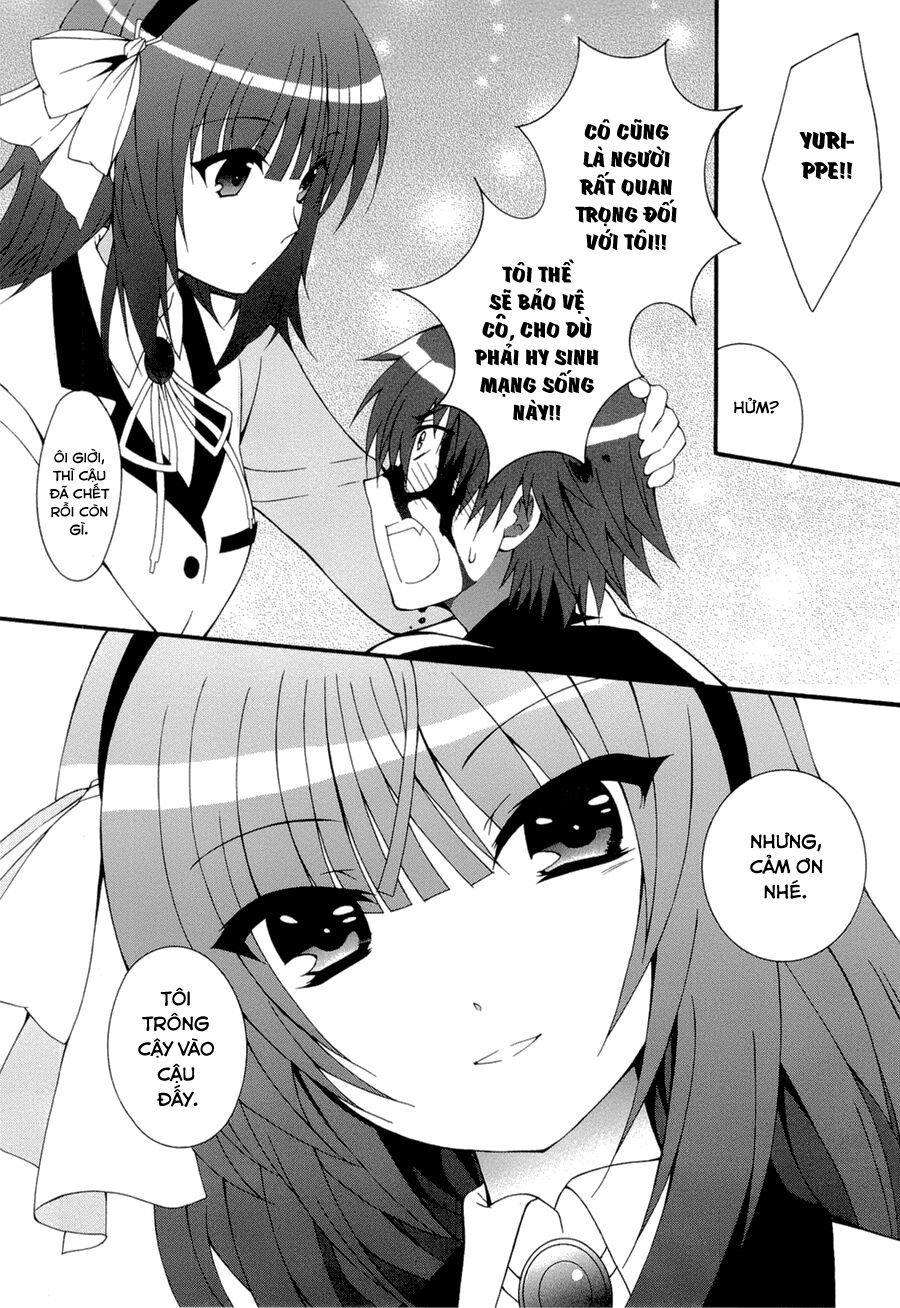 YURI-
PPE!!
HỬM?
CÔ CŨNG
LÀ NGƯỜI
RẤT QUAN
TRỌNG ĐỐI
VỚI TÔI!!
TÔI THỀ
SẼ BẢO VỆ
CÔ, CHO DÙ
PHẢI HY SINH
MẠNG SỐNG
NÀY!!
ÔI GIỜI,
THÌ CẬU
ĐÃ CHẾT
RỒI CÒN
GÌ.
NHƯNG,
CẢM ƠN
NHÉ.
TÔI
TRÔNG
CẬY VÀO
CẬU
ĐẤY.